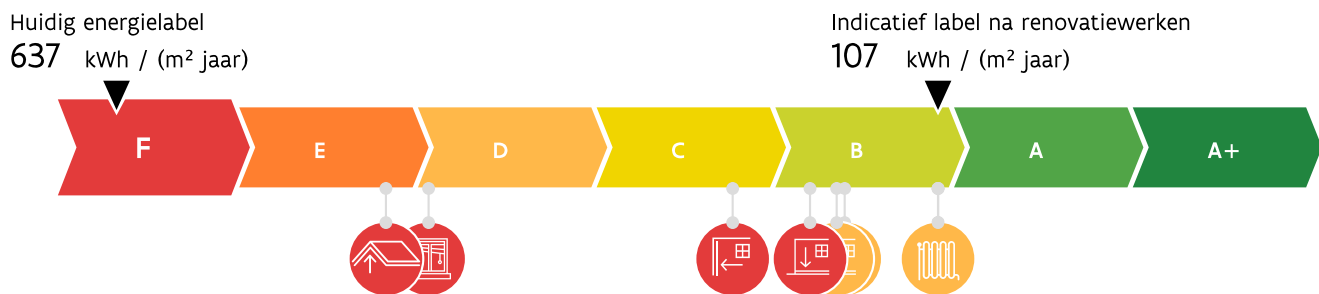 Huidig energielabel
637 kWh / (m² jaar)
Indicatief label na renovatiewerken
107 kWh / (m² jaar)
F E D C B A A+